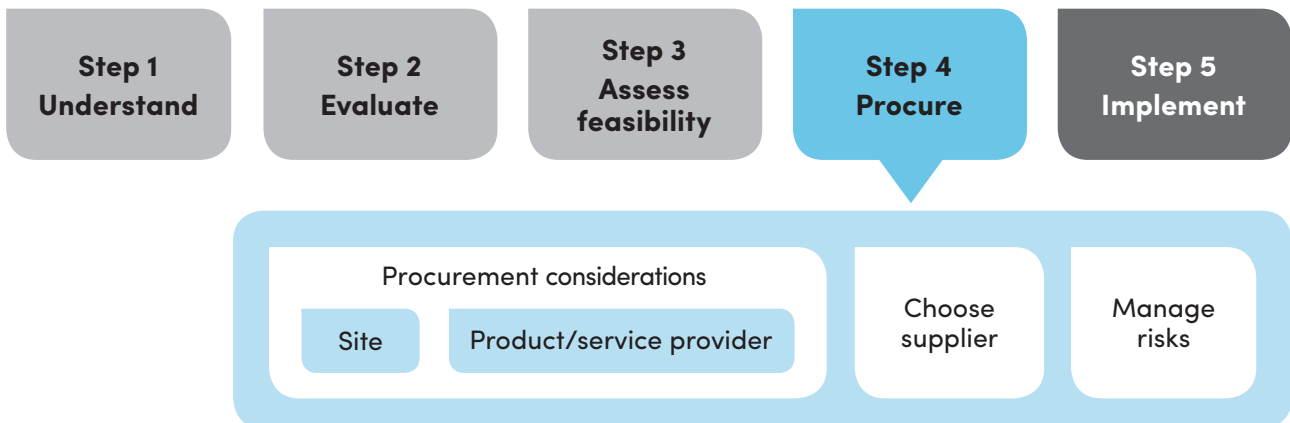 Step 1
Understand
Step 2
Evaluate
Step 3
Assess
feasibility
Step 4
Procure
Step 5
Implement
Procurement considerations
Site
Product/service provider
Choose
supplier
Manage
risks